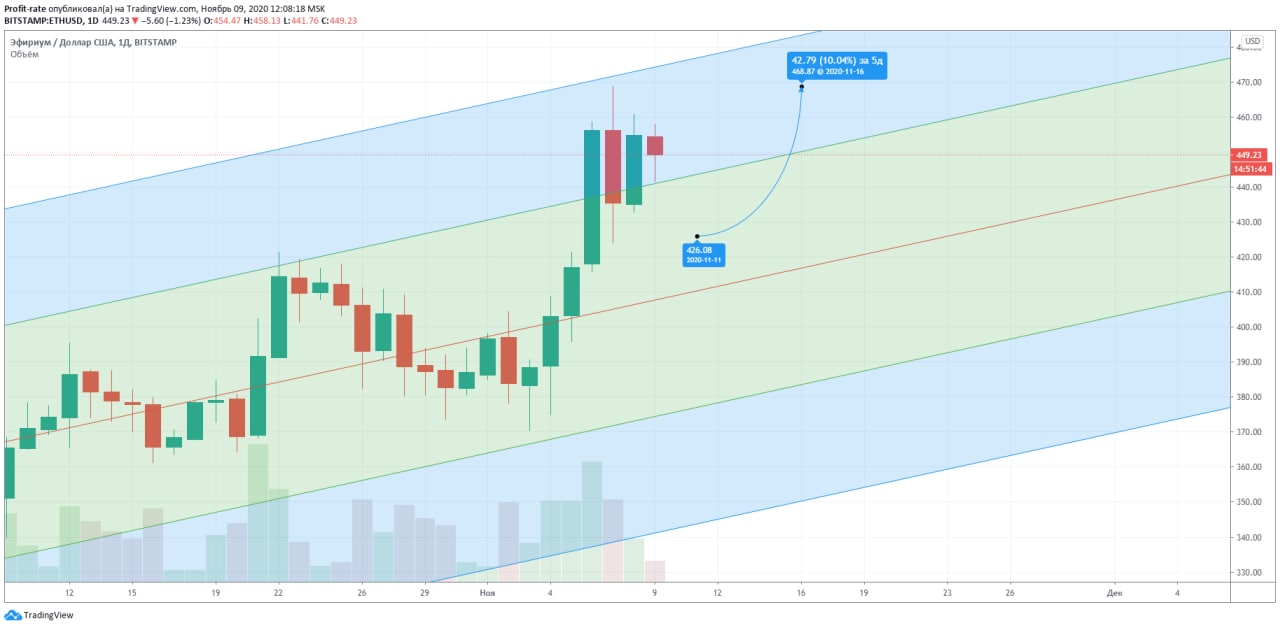 Profit-rate опубликовал(а) на TradingView.com, Ноябрь 09, 2020 12:08:18 MSK
BITSTAMP:ETHUSD, 1D 449.23 ▼ −5.60 (−1.23%) O:454.47 H:458.13 L:441.76 C:449.23
Эфириум / Доллар США, 1Д, BITSTAMP
Объём
USD
42.79 (10.04%) за 5д
468.87 @ 2020-11-16
470.00
460.00
449.23
14:51:44
440.00
430.00
426.08
2020-11-11
420.00
410.00
400.00
390.00
380.00
370.00
360.00
350.00
340.00
330.00
12 15 19 22 26 29 Ноя 4 9 12 16 19 23 26 Дек 4
TradingView